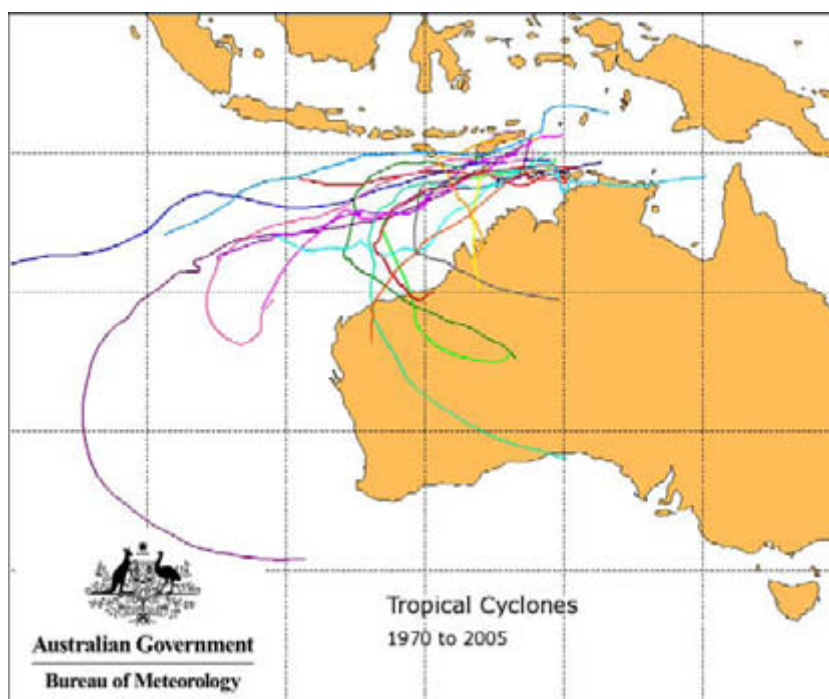 Tropical Cyclones
1970 to 2005
Australian Government
Bureau of Meteorology